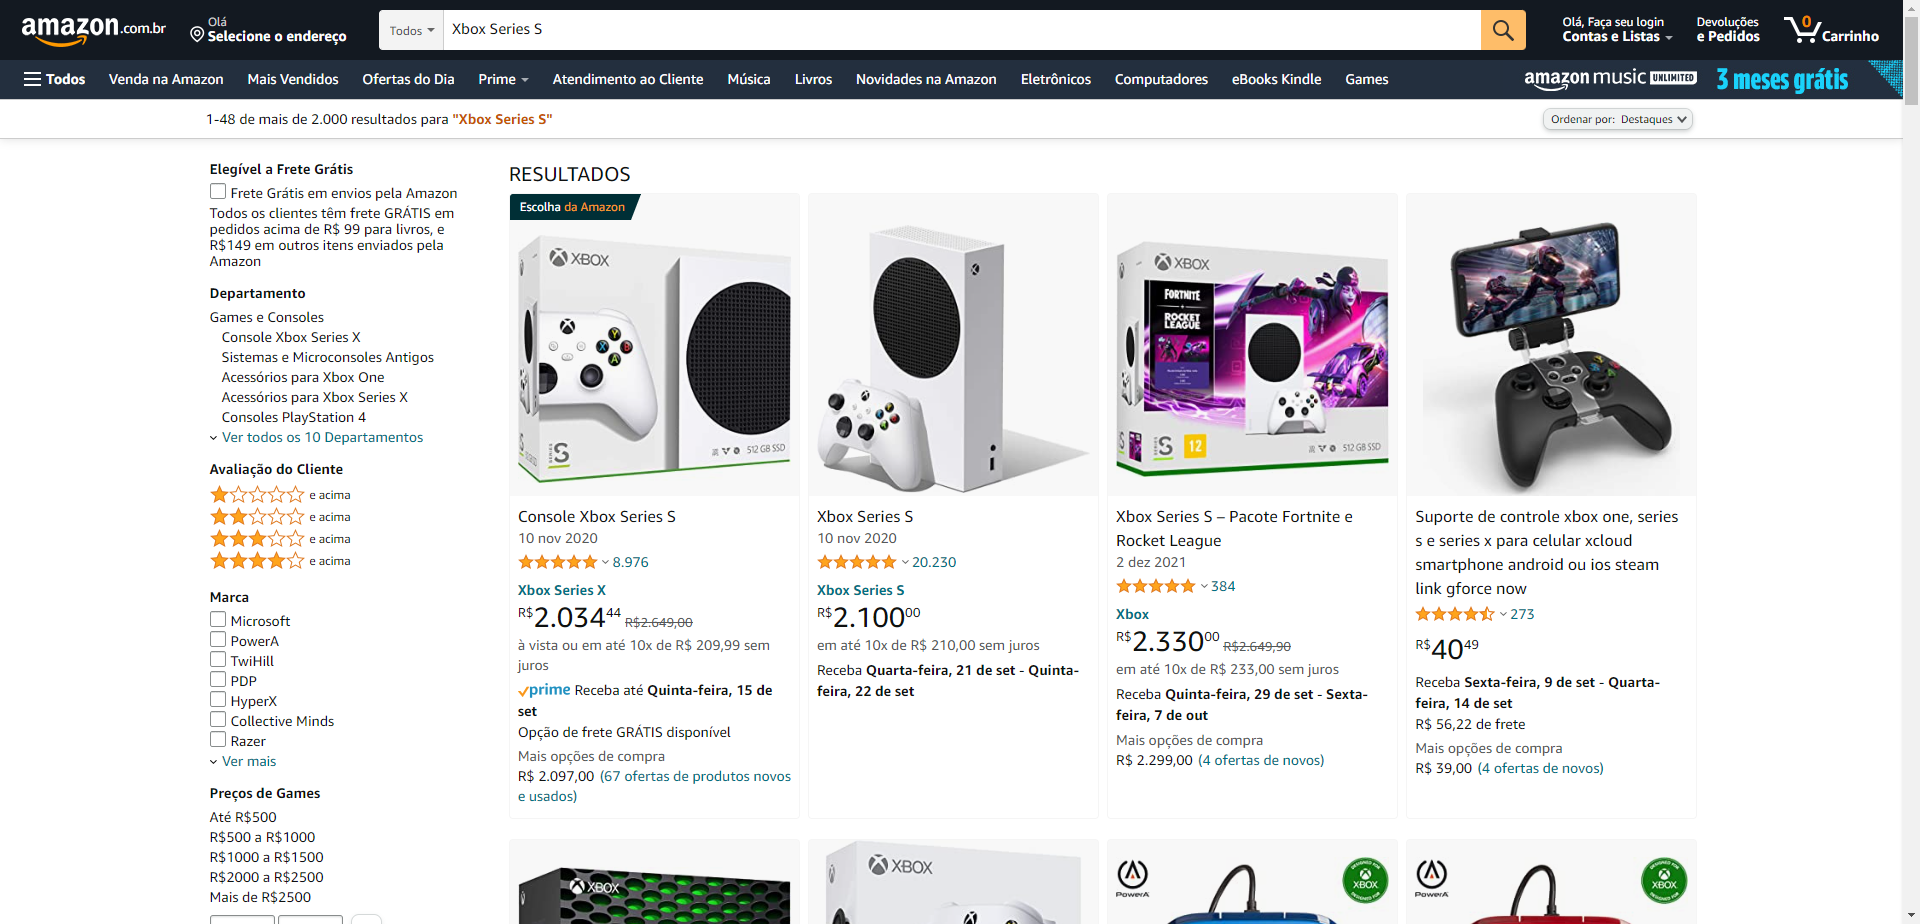 amazon.com.br
Olá
Selecione o endereço
Todos
Xbox Series S
Olá, Faça seu login
Contas e Listas
Devoluções
e Pedidos
0
Carrinho
Todos
Venda na Amazon
Mais Vendidos
Ofertas do Dia
Prime
Atendimento ao Cliente
Música
Livros
Novidades na Amazon
Eletrônicos
Computadores
eBooks Kindle
Games
amazon music UNLIMITED
3 meses grátis
1-48 de mais de 2.000 resultados para "Xbox Series S"
Ordenar por: Destaques
Elegível a Frete Grátis
Frete Grátis em envios pela Amazon
Todos os clientes têm frete GRÁTIS em
pedidos acima de R$ 99 para livros, e
R$149 em outros itens enviados pela
Amazon
Departamento
Games e Consoles
Console Xbox Series X
Sistemas e Microconsoles Antigos
Acessórios para Xbox One
Acessórios para Xbox Series X
Consoles PlayStation 4
Ver todos os 10 Departamentos
Avaliação do Cliente
e acima
e acima
e acima
e acima
Marca
Microsoft
PowerA
TwiHill
PDP
HyperX
Collective Minds
Razer
Ver mais
Preços de Games
Até R$500
R$500 a R$1000
R$1000 a R$1500
R$2000 a R$2500
Mais de R$2500
RESULTADOS
Escolha da Amazon
XBOX
Y
X
B
A
SERIES S
512 GB SSD
Console Xbox Series S
10 nov 2020
8.976
Xbox Series X
R$2.03444 R$2.649,00
à vista ou em até 10x de R$ 209,99 sem
juros
prime Receba até Quinta-feira, 15 de
set
Opção de frete GRÁTIS disponível
Mais opções de compra
R$ 2.097,00 (67 ofertas de produtos novos
e usados)
Xbox Series S
10 nov 2020
20.230
Xbox Series S
R$2.10000
em até 10x de R$ 210,00 sem juros
Receba Quarta-feira, 21 de set - Quinta-
feira, 22 de set
XBOX
FORTNITE
ROCKET
LEAGUE
SERIES S
12
512 GB SSD
Xbox Series S – Pacote Fortnite e
Rocket League
2 dez 2021
384
Xbox
R$2.33000 R$2.649,90
em até 10x de R$ 233,00 sem juros
Receba Quinta-feira, 29 de set - Sexta-
feira, 7 de out
Mais opções de compra
R$ 2.299,00 (4 ofertas de novos)
Suporte de controle xbox one, series
s e series x para celular xcloud
smartphone android ou ios steam
link gforce now
273
R$4049
Receba Sexta-feira, 9 de set - Quarta-
feira, 14 de set
R$ 56,22 de frete
Mais opções de compra
R$ 39,00 (4 ofertas de novos)
XBOX
XBOX
POWERA
DESIGNED FOR
XBOX
POWERA
DESIGNED FOR
XBOX